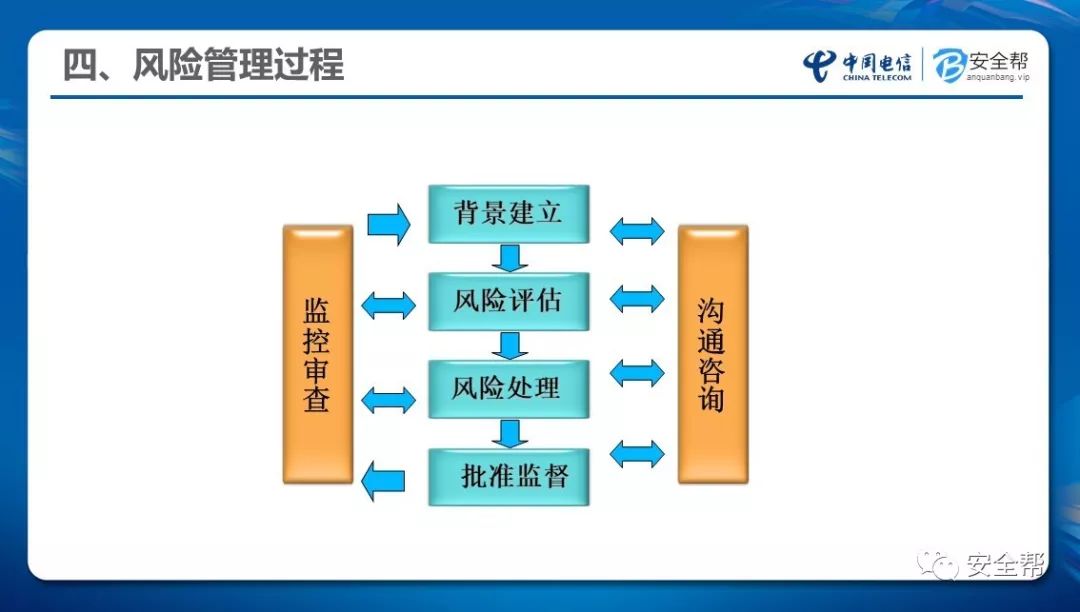 四、风险管理过程
中国电信
CHINA TELECOM
安全帮
anquanbang.vip
背景建立
风险评估
风险处理
批准监督
监控审查
沟通咨询
安全帮